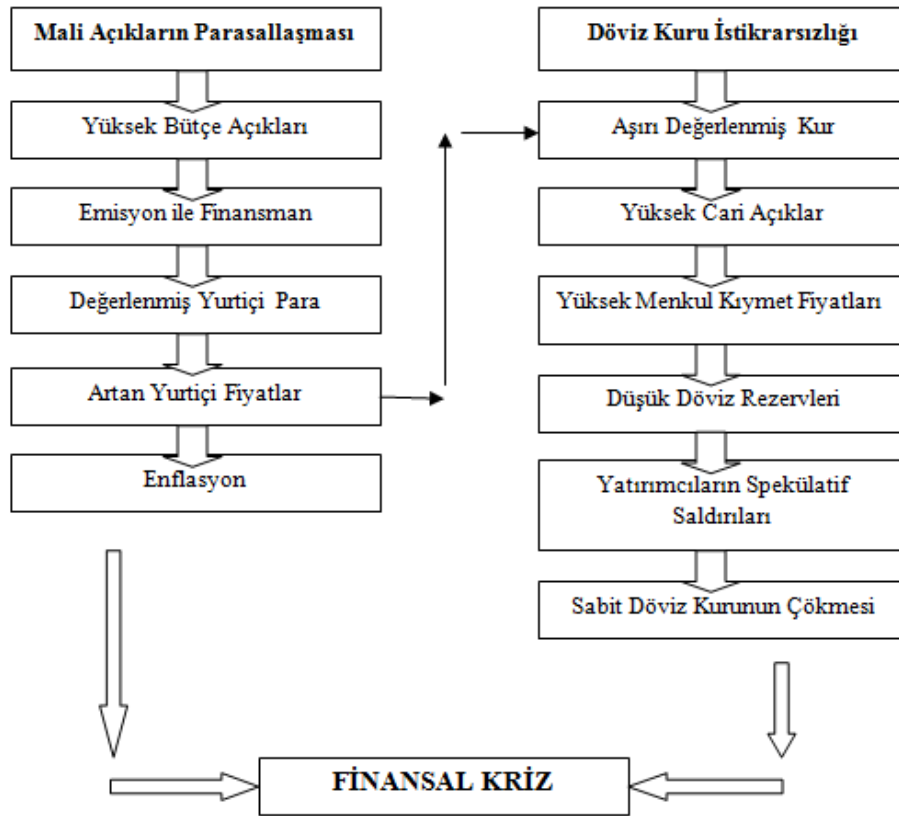 Mali Açıkların Parasallaşması
Yüksek Bütçe Açıkları
Emisyon ile Finansman
Değerlenmiş Yurtiçi Para
Artan Yurtiçi Fiyatlar
Enflasyon
Döviz Kuru İstikrarsızlığı
Aşırı Değerlenmiş Kur
Yüksek Cari Açıklar
Yüksek Menkul Kıymet Fiyatları
Düşük Döviz Rezervleri
Yatırımcıların Spekülatif
Saldırıları
Sabit Döviz Kurunun Çökmesi
FİNANSAL KRİZ